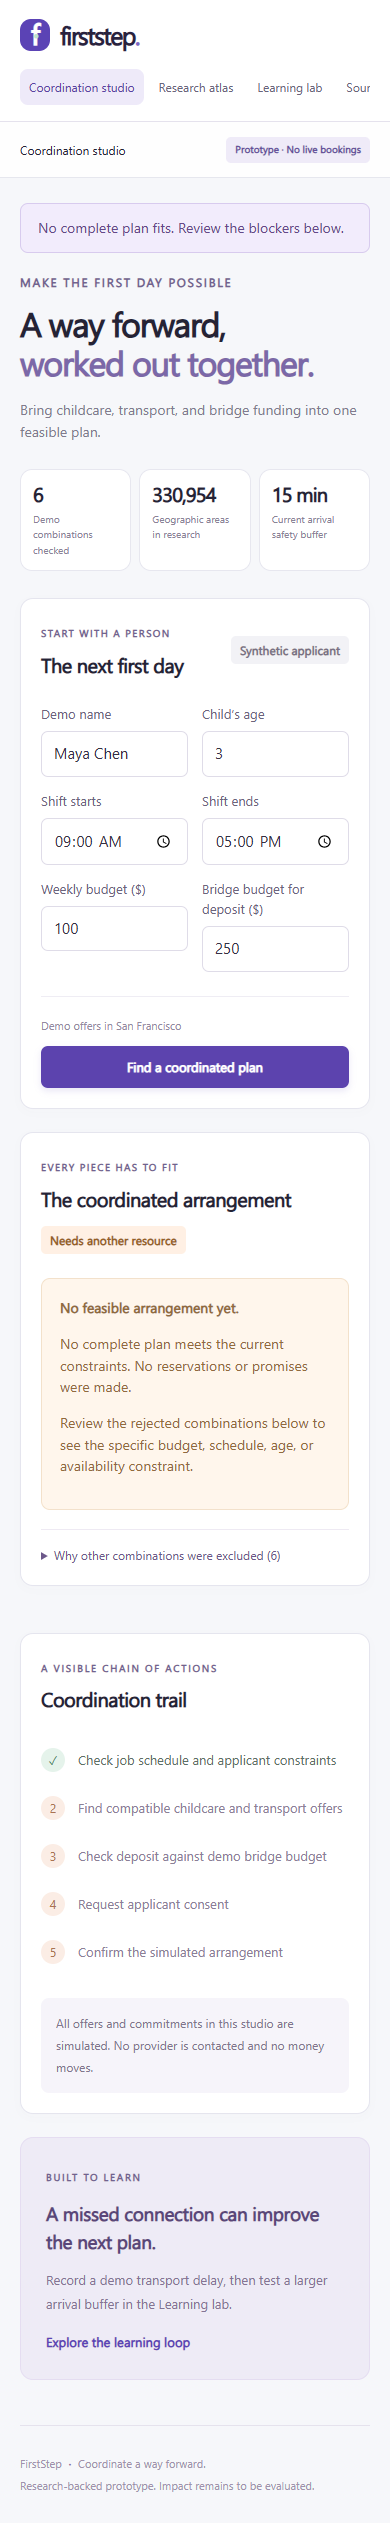 f firststep.
Coordination studio Research atlas Learning lab Sour
Coordination studio Prototype · No live bookings
No complete plan fits. Review the blockers below.
MAKE THE FIRST DAY POSSIBLE
A way forward,
worked out together.
Bring childcare, transport, and bridge funding into one
feasible plan.
6 330,954 15 min
Demo Geographic areas Current arrival
combinations in research safety buffer
checked
START WITH A PERSON
The next first day Synthetic applicant
Demo name Child's age
Maya Chen 3
Shift starts Shift ends
09:00 AM 05:00 PM
Weekly budget ($) Bridge budget for
deposit ($)
100
250
Demo offers in San Francisco
Find a coordinated plan
EVERY PIECE HAS TO FIT
The coordinated arrangement
Needs another resource
No feasible arrangement yet.
No complete plan meets the current
constraints. No reservations or promises
were made.
Review the rejected combinations below to
see the specific budget, schedule, age, or
availability constraint.
▶ Why other combinations were excluded (6)
A VISIBLE CHAIN OF ACTIONS
Coordination trail
✓ Check job schedule and applicant constraints
2 Find compatible childcare and transport offers
3 Check deposit against demo bridge budget
4 Request applicant consent
5 Confirm the simulated arrangement
All offers and commitments in this studio are
simulated. No provider is contacted and no money
moves.
BUILT TO LEARN
A missed connection can improve
the next plan.
Record a demo transport delay, then test a larger
arrival buffer in the Learning lab.
Explore the learning loop
FirstStep · Coordinate a way forward.
Research-backed prototype. Impact remains to be evaluated.